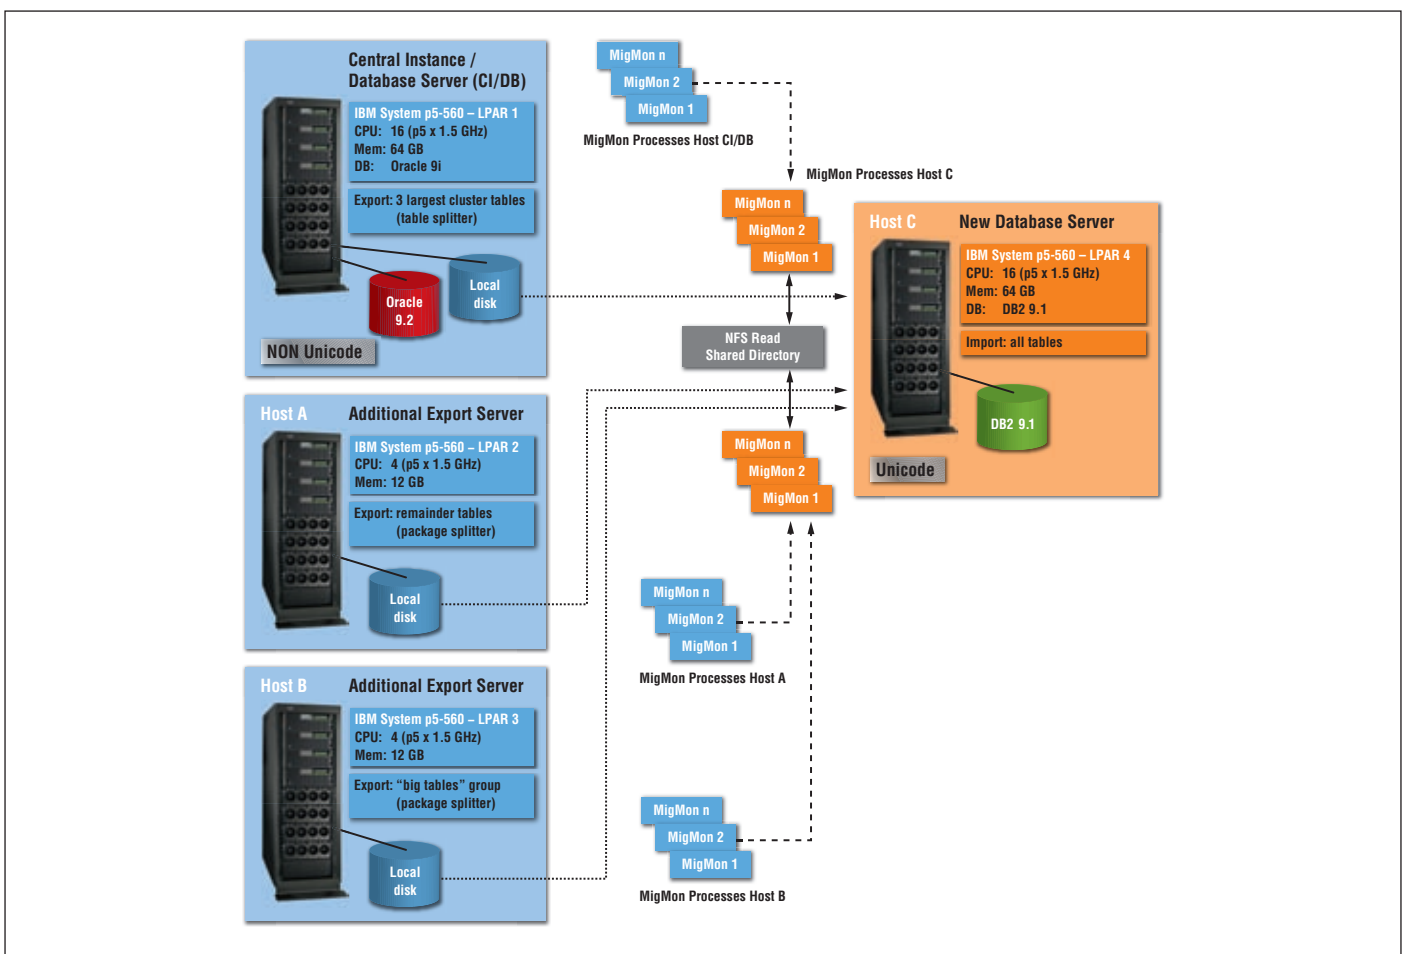 Central Instance /
Database Server (CI/DB)
IBM System p5-560 – LPAR 1
CPU: 16 (p5 x 1.5 GHz)
Mem: 64 GB
DB: Oracle 9i
Export: 3 largest cluster tables
(table splitter)
Oracle
9.2
Local
disk
NON Unicode
Host A
Additional Export Server
IBM System p5-560 – LPAR 2
CPU: 4 (p5 x 1.5 GHz)
Mem: 12 GB
Export: remainder tables
(package splitter)
Local
disk
Host B
Additional Export Server
IBM System p5-560 – LPAR 3
CPU: 4 (p5 x 1.5 GHz)
Mem: 12 GB
Export: “big tables” group
(package splitter)
Local
disk
MigMon n
MigMon 2
MigMon 1
MigMon Processes Host CI/DB
MigMon Processes Host C
MigMon n
MigMon 2
MigMon 1
NFS Read
Shared Directory
MigMon n
MigMon 2
MigMon 1
MigMon n
MigMon 2
MigMon 1
MigMon Processes Host A
MigMon n
MigMon 2
MigMon 1
MigMon Processes Host B
Host C
New Database Server
IBM System p5-560 – LPAR 4
CPU: 16 (p5 x 1.5 GHz)
Mem: 64 GB
DB: DB2 9.1
Import: all tables
DB2 9.1
Unicode